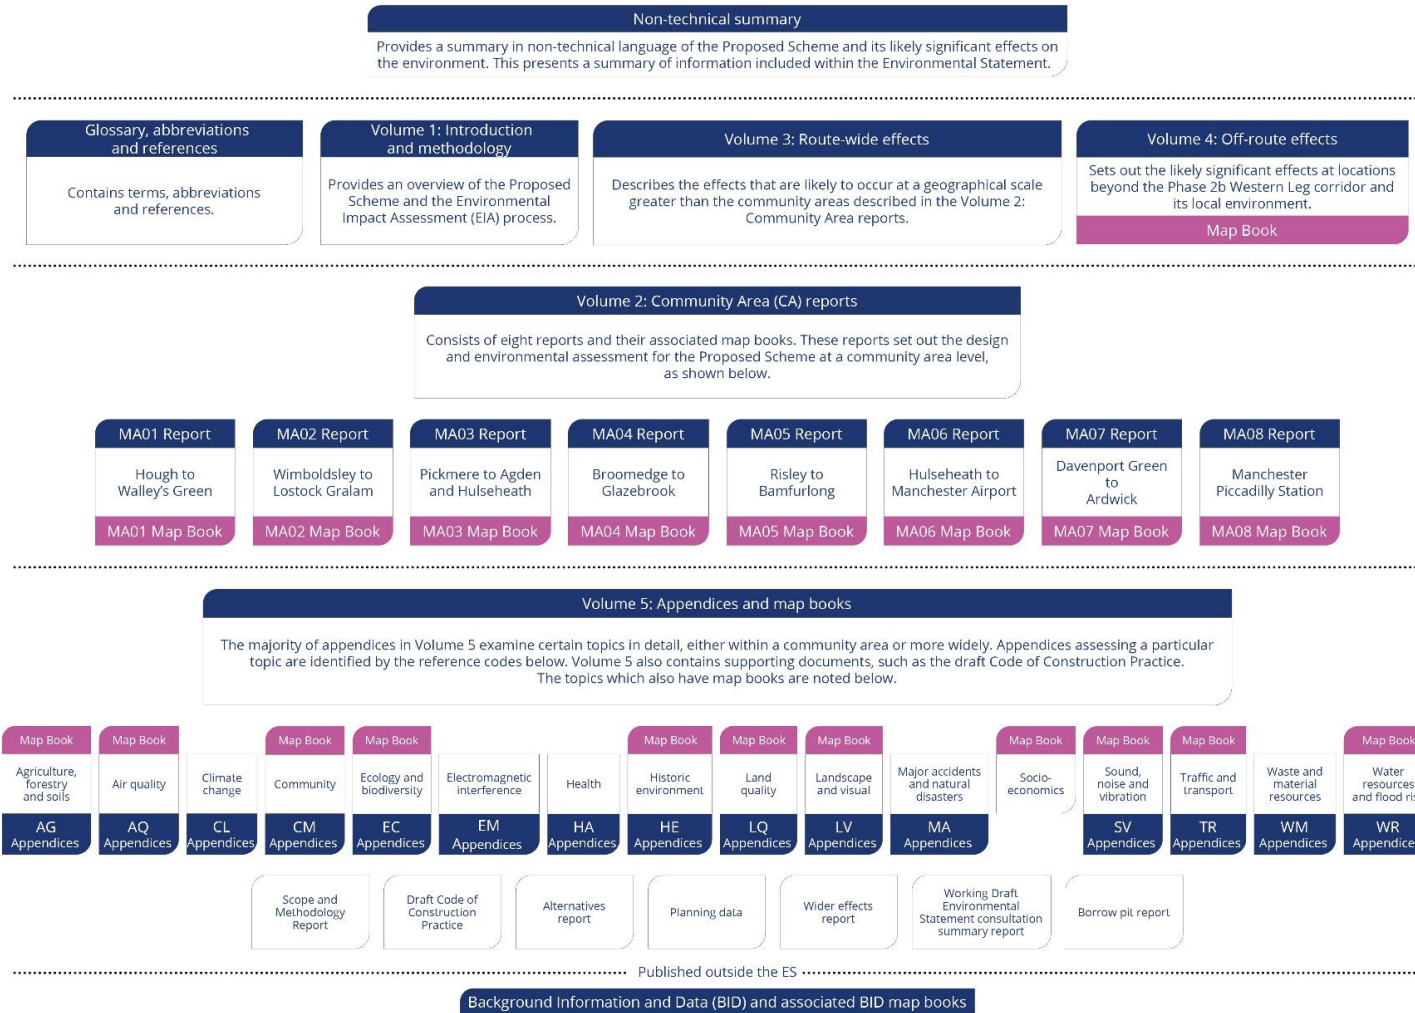 Non-technical summary
Provides a summary in non-technical language of the Proposed Scheme and its likely significant effects on
the environment. This presents a summary of information included within the Environmental Statement.
Glossary, abbreviations
and references
Contains terms, abbreviations
and references.
Volume 1: Introduction
and methodology
Provides an overview of the Proposed
Scheme and the Environmental
Impact Assessment (EIA) process.
Volume 3: Route-wide effects
Describes the effects that are likely to occur at a geographical scale
greater than the community areas described in the Volume 2:
Community Area reports.
Volume 4: Off-route effects
Sets out the likely significant effects at locations
beyond the Phase 2b Western Leg corridor and
its local environment.
Map Book
Volume 2: Community Area (CA) reports
Consists of eight reports and their associated map books. These reports set out the design
and environmental assessment for the Proposed Scheme at a community area level,
as shown below.
MA01 Report
Hough to
Walley's Green
MA01 Map Book
MA02 Report
Wimboldsley to
Lostock Gralam
MA02 Map Book
MA03 Report
Pickmere to Agden
and Hulseheath
MA03 Map Book
MA04 Report
Broomedge to
Glazebrook
MA04 Map Book
MA05 Report
Risley to
Bamfurlong
MA05 Map Book
MA06 Report
Hulseheath to
Manchester Airport
MA06 Map Book
MA07 Report
Davenport Green
to
Ardwick
MA07 Map Book
MA08 Report
Manchester
Piccadilly Station
MA08 Map Book
Volume 5: Appendices and map books
The majority of appendices in Volume 5 examine certain topics in detail, either within a community area or more widely. Appendices assessing a particular
topic are identified by the reference codes below. Volume 5 also contains supporting documents, such as the draft Code of Construction Practice.
The topics which also have map books are noted below.
Map Book
Agriculture,
forestry
and soils
AG
Appendices
Map Book
Air quality
AQ
Appendices
Climate
change
CL
Appendices
Map Book
Community
CM
Appendices
Map Book
Ecology and
biodiversity
EC
Appendices
Electromagnetic
interference
EM
Appendices
Health
HA
Appendices
Map Book
Historic
environment
HE
Appendices
Map Book
Land
quality
LQ
Appendices
Map Book
Landscape
and visual
LV
Appendices
Major accidents
and natural
disasters
MA
Appendices
Map Book
Socio-
economics
Map Book
Sound,
noise and
vibration
SV
Appendices
Map Book
Traffic and
transport
TR
Appendices
Waste and
material
resources
WM
Appendices
Map Book
Water
resources
and flood ris
WR
Appendice
Scope and
Methodology
Report
Draft Code of
Construction
Practice
Alternatives
report
Planning data
Wider effects
report
Working Draft
Environmental
Statement consultation
summary report
Borrow pit report
Published outside the ES
Background Information and Data (BID) and associated BID map books